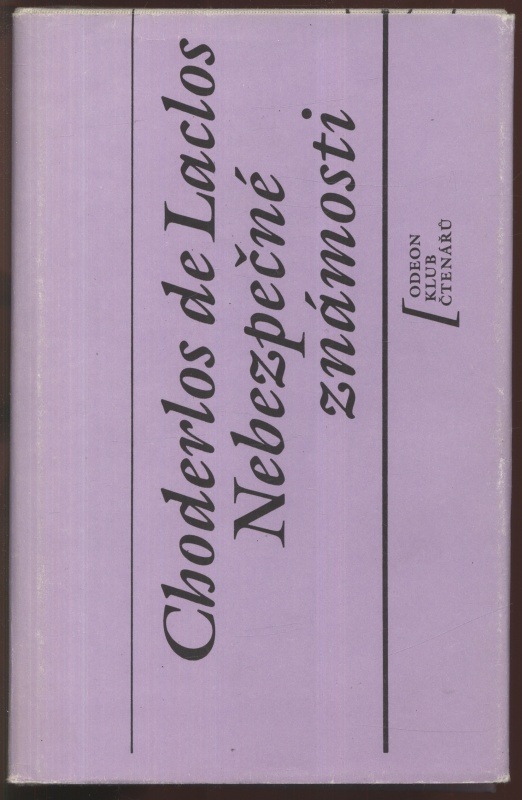 Choderlos de Laclos
Nebezpečné
známosti
ODEON
KLUB
ČTENÁŘŮ